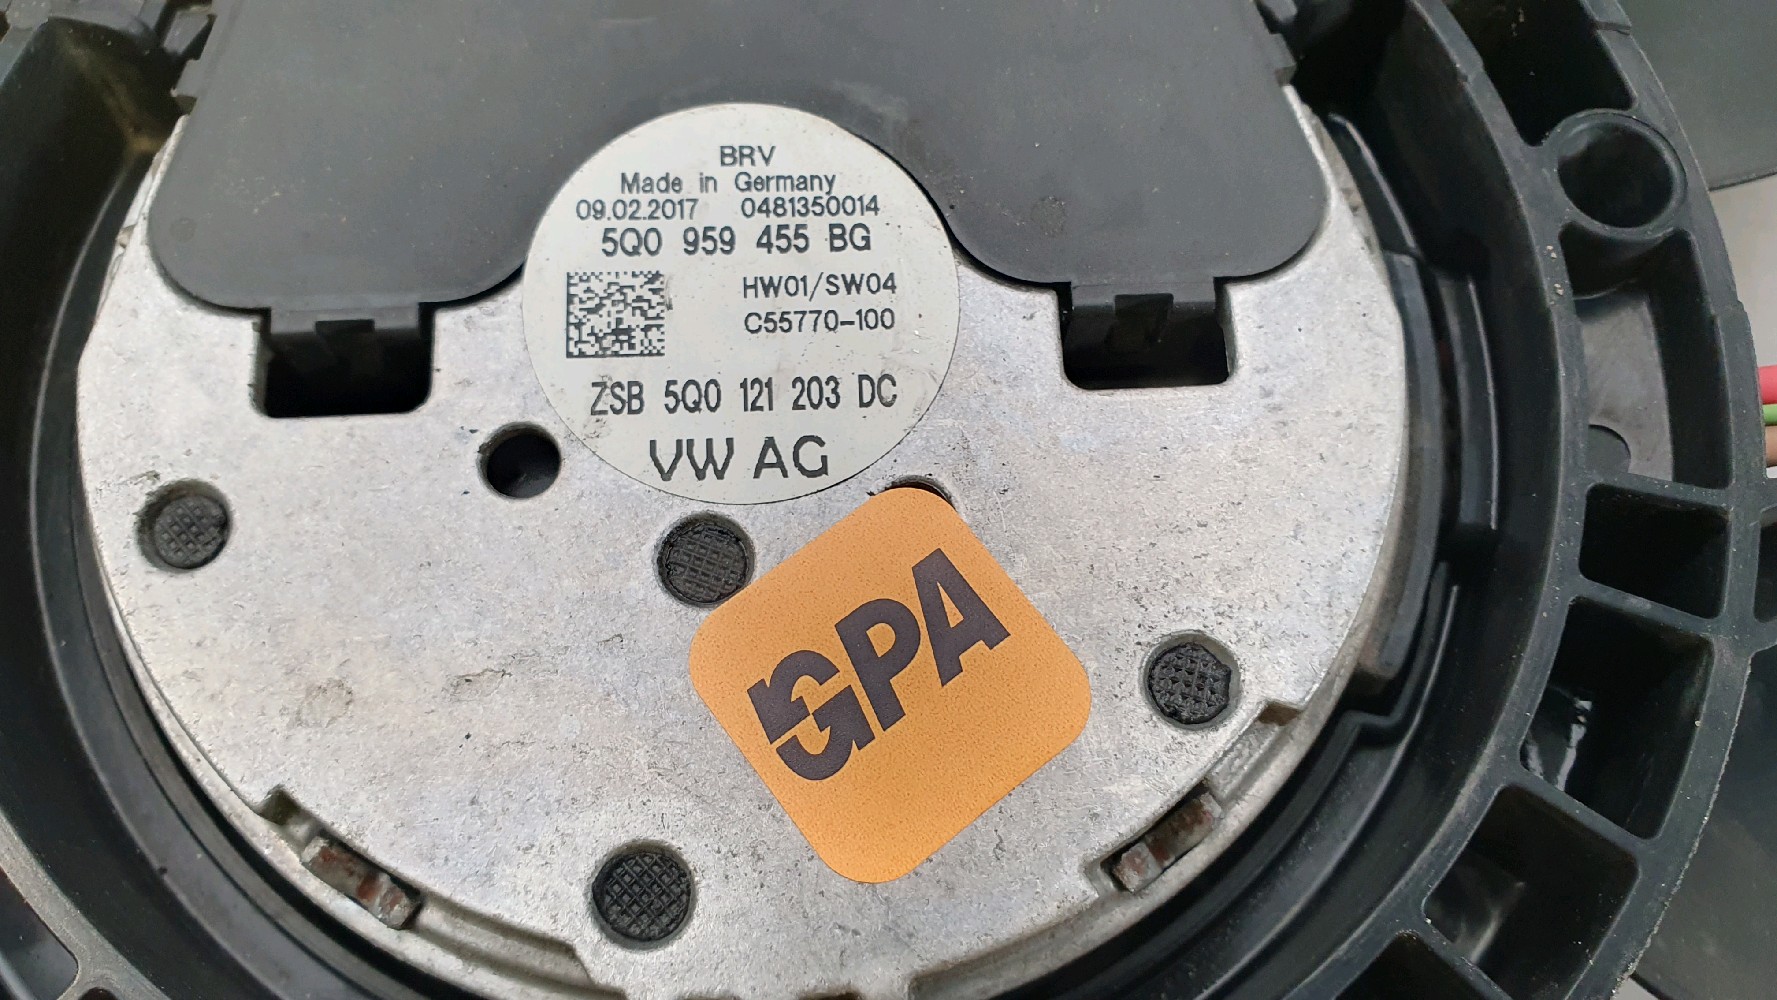 BRV
Made in Germany
09.02.2017 0481350014
5Q0 959 455 BG
HW01/SW04
C55770-100
ZSB 5Q0 121 203 DC
VW AG
GPA